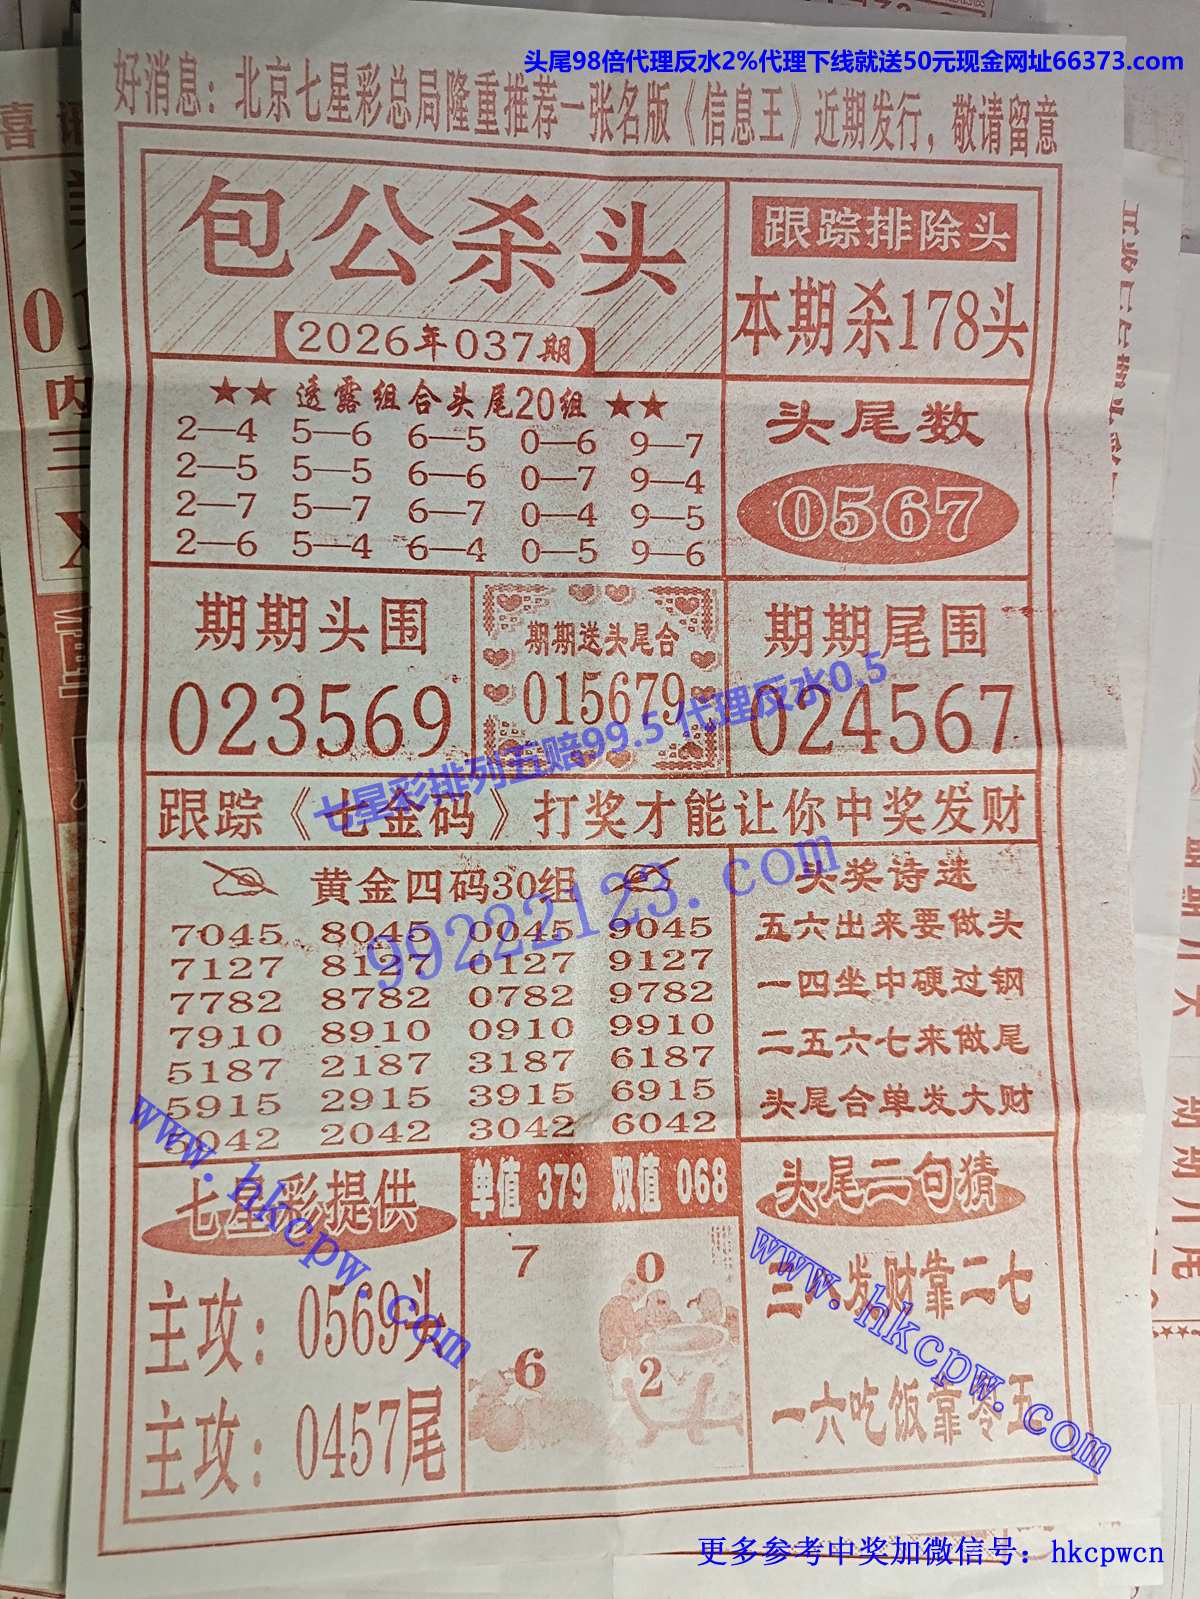 头尾98倍代理反水2%代理下线就送50元现金网址66373.com
好消息：北京七星彩总局隆重推荐一张名版《信息王》近期发行，敬请留意
包公杀头
【2026年037期】
跟踪排除头
本期杀178头
★★ 透露组合头尾20组 ★★
2—4 5—6 6—5 0—6 9—7
2—5 5—5 6—6 0—7 9—4
2—7 5—7 6—7 0—4 9—5
2—6 5—4 6—4 0—5 9—6
头尾数
0567
期期头围
023569
期期送头尾合
015679
期期尾围
024567
七星彩排列五赔99.5 代理反水0.5
跟踪《七金码》打奖才能让你中奖发财
99222123.com
黄金四码30组
7045 8045 0045 9045
7127 8127 0127 9127
7782 8782 0782 9782
7910 8910 0910 9910
5187 2187 3187 6187
5915 2915 3915 6915
5042 2042 3042 6042
头奖诗迷
五六出来要做头
一四坐中硬过钢
二五六七来做尾
头尾合单发大财
www.hkcpw.com
七星彩提供
主攻：0569头
主攻：0457尾
单值 379 双值 068
7 0
6 2
头尾二句猜
三八发财靠二七
一六吃饭靠零五
www.hkcpw.com
更多参考中奖加微信号：hkcpwcn